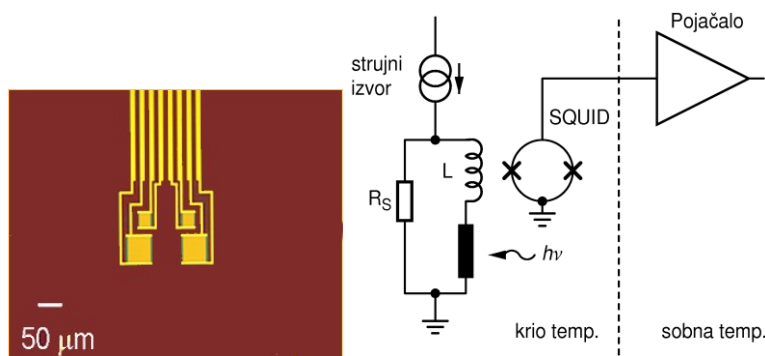 50 µm
strujni
izvor
R_S
L
SQUID
hν
Pojačalo
krio temp.
sobna temp.